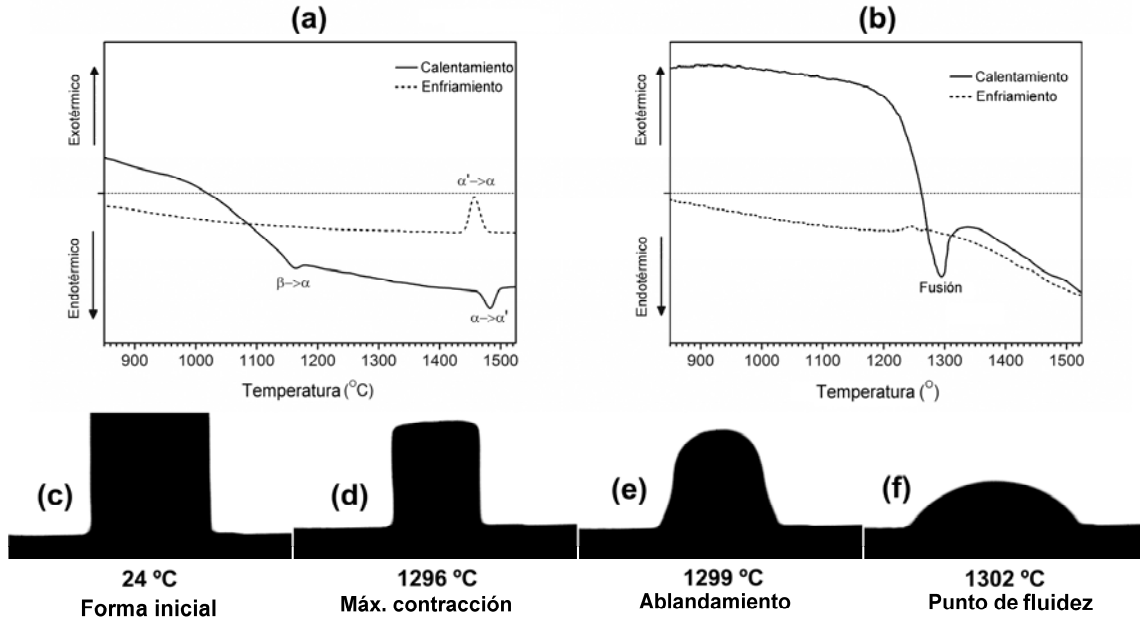 (a)
Exotérmico
Endotérmico
Calentamiento
Enfriamiento
α'->α
β->α
α->α'
900 1000 1100 1200 1300 1400 1500
Temperatura (°C)
(b)
Exotérmico
Endotérmico
Calentamiento
Enfriamiento
Fusión
900 1000 1100 1200 1300 1400 1500
Temperatura (°)
(c)
24 ºC
Forma inicial
(d)
1296 ºC
Máx. contracción
(e)
1299 ºC
Ablandamiento
(f)
1302 ºC
Punto de fluidez